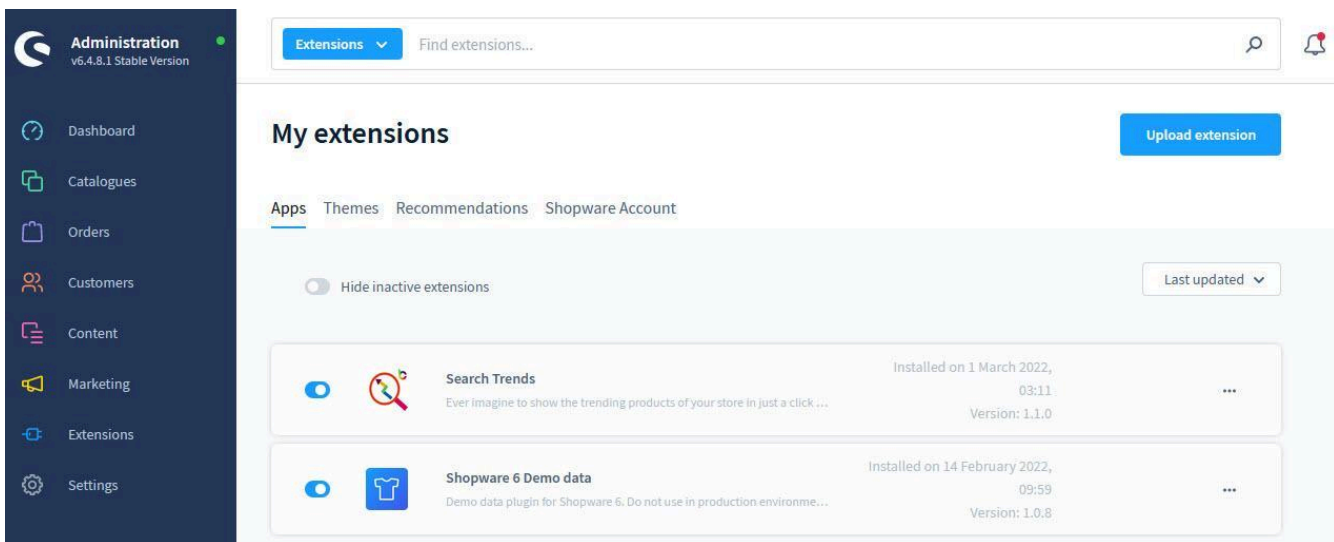 Administration
v6.4.8.1 Stable Version
Dashboard
Catalogues
Orders
Customers
Content
Marketing
Extensions
Settings
Extensions
Find extensions...
My extensions
Upload extension
Apps Themes Recommendations Shopware Account
Hide inactive extensions
Last updated
Search Trends
Ever imagine to show the trending products of your store in just a click ...
Installed on 1 March 2022,
03:11
Version: 1.1.0
Shopware 6 Demo data
Demo data plugin for Shopware 6. Do not use in production environme...
Installed on 14 February 2022,
09:59
Version: 1.0.8